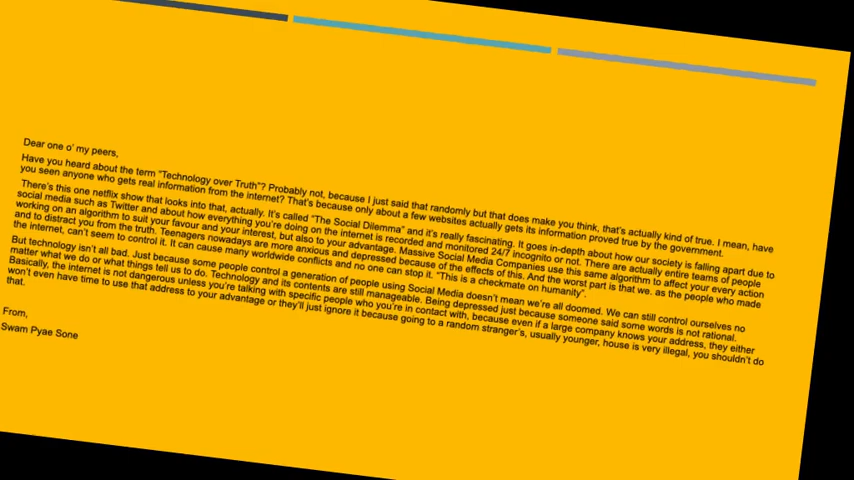 Dear one o' my peers,
Have you heard about the term "Technology over Truth"? Probably not, because I just said that randomly but that does make you think, that's actually kind of true. I mean, have
you seen anyone who gets real information from the internet? That's because only about a few websites actually gets its information proved true by the government.
There's this one netflix show that looks into that, actually. It's called "The Social Dilemma" and it's really fascinating. It goes in-depth about how our society is falling apart due to
social media such as Twitter and about how everything you're doing on the internet is recorded and monitored 24/7 incognito or not. There are actually entire teams of people
working on an algorithm to suit your favour and your interest, but also to your advantage. Massive Social Media Companies use this same algorithm to affect your every action
and to distract you from the truth. Teenagers nowadays are more anxious and depressed because of the effects of this. And the worst part is that we. as the people who made
the internet, can't seem to control it. It can cause many worldwide conflicts and no one can stop it. "This is a checkmate on humanity".
But technology isn't all bad. Just because some people control a generation of people using Social Media doesn't mean we're all doomed. We can still control ourselves no
matter what we do or what things tell us to do. Technology and its contents are still manageable. Being depressed just because someone said some words is not rational.
Basically, the internet is not dangerous unless you're talking with specific people who you're in contact with, because even if a large company knows your address, they either
won't even have time to use that address to your advantage or they'll just ignore it because going to a random stranger's, usually younger, house is very illegal, you shouldn't do
that.
From,
Swam Pyae Sone